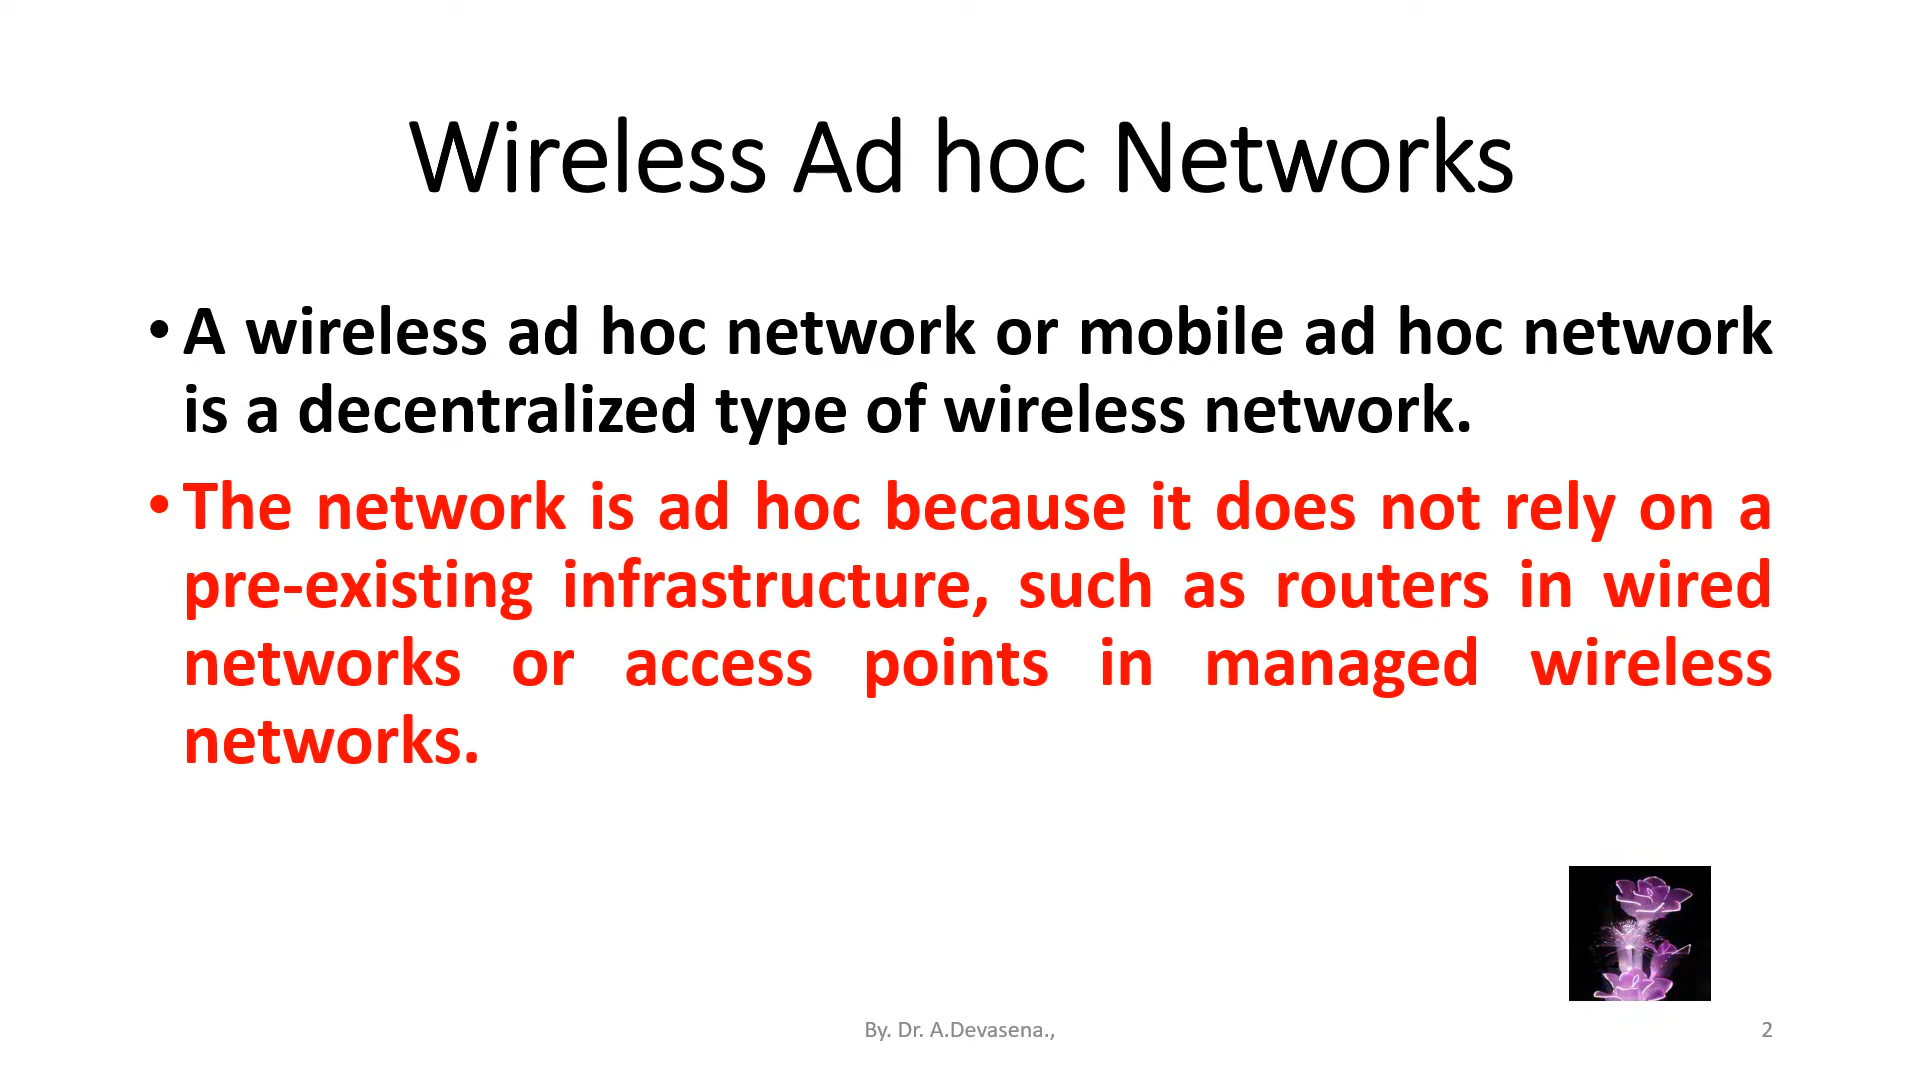 Wireless Ad hoc Networks
• A wireless ad hoc network or mobile ad hoc network
is a decentralized type of wireless network.
• The network is ad hoc because it does not rely on a
pre-existing infrastructure, such as routers in wired
networks or access points in managed wireless
networks.
By. Dr. A.Devasena.,
2